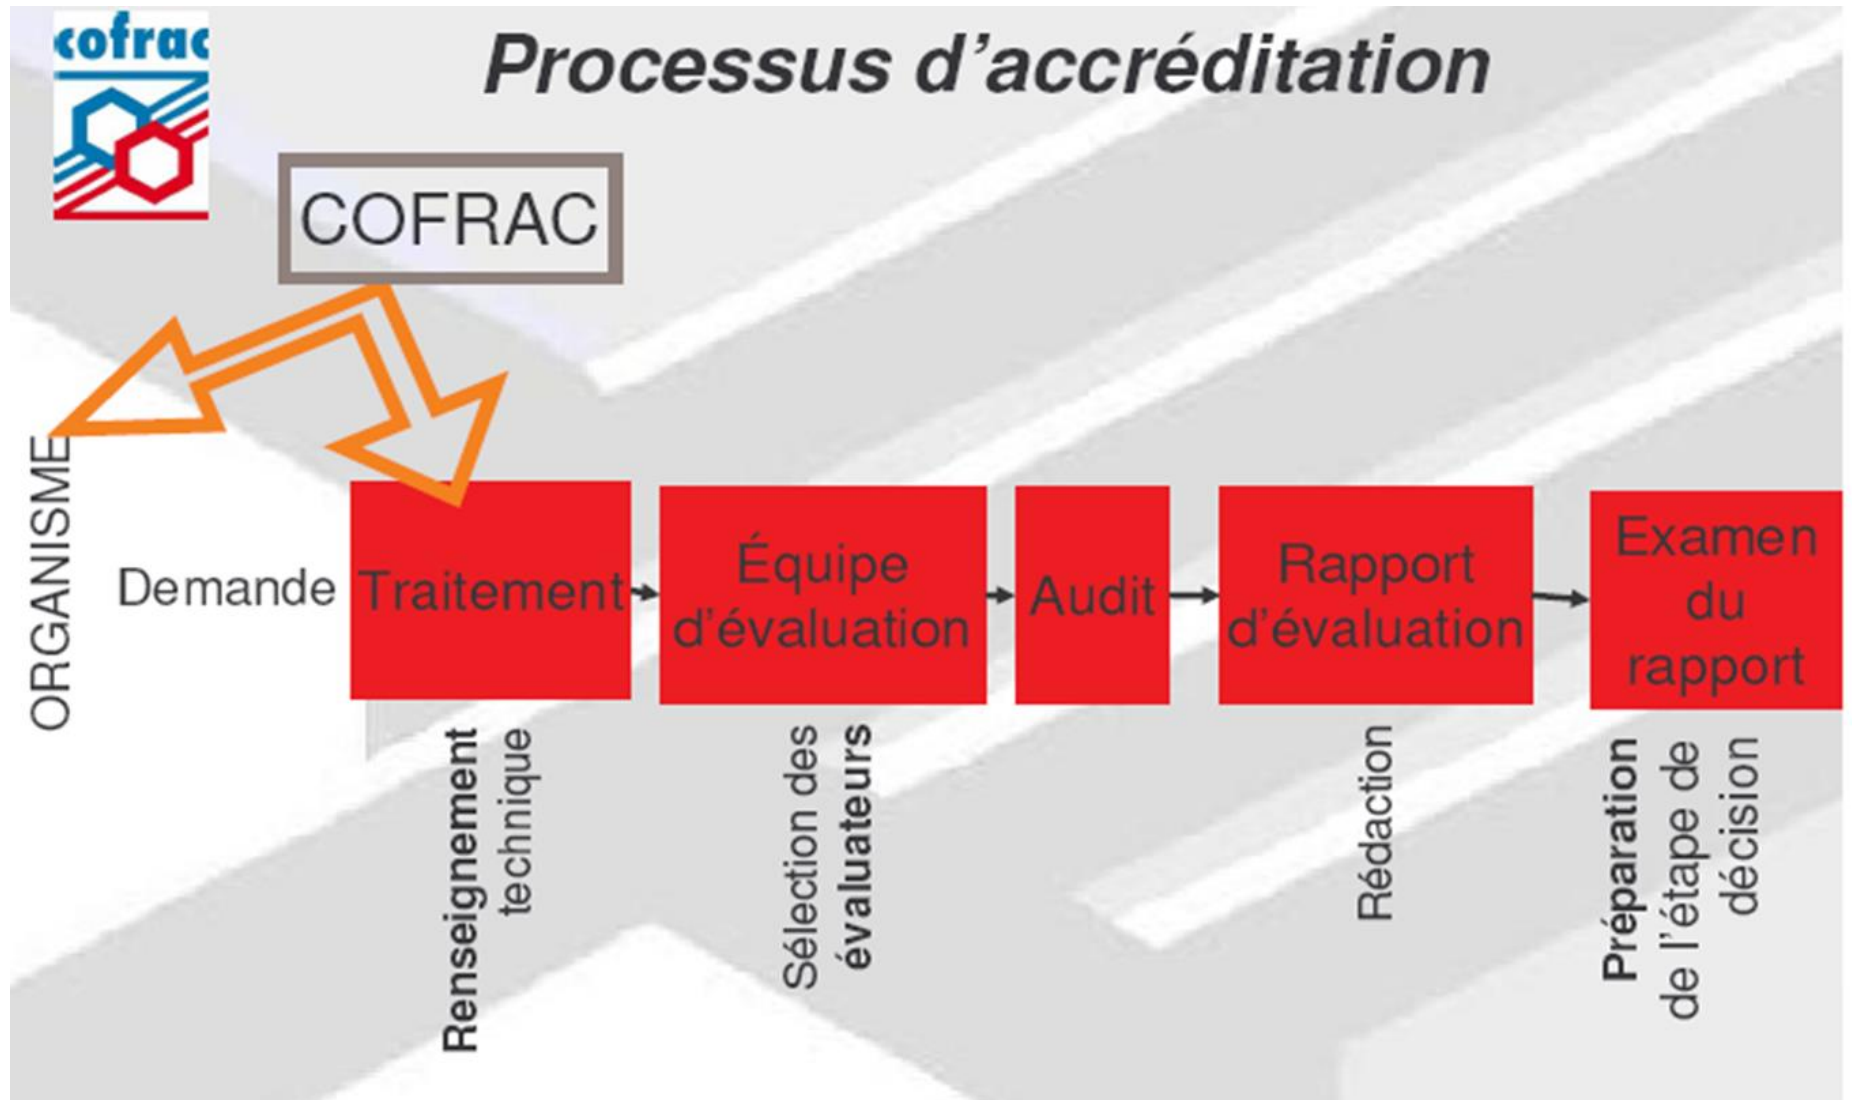 cofrac
Processus d'accréditation
COFRAC
ORGANISME
Demande
Traitement
Équipe
d'évaluation
Audit
Rapport
d'évaluation
Examen
du
rapport
Renseignement
technique
Sélection des
évaluateurs
Rédaction
Préparation
de l'étape de
décision